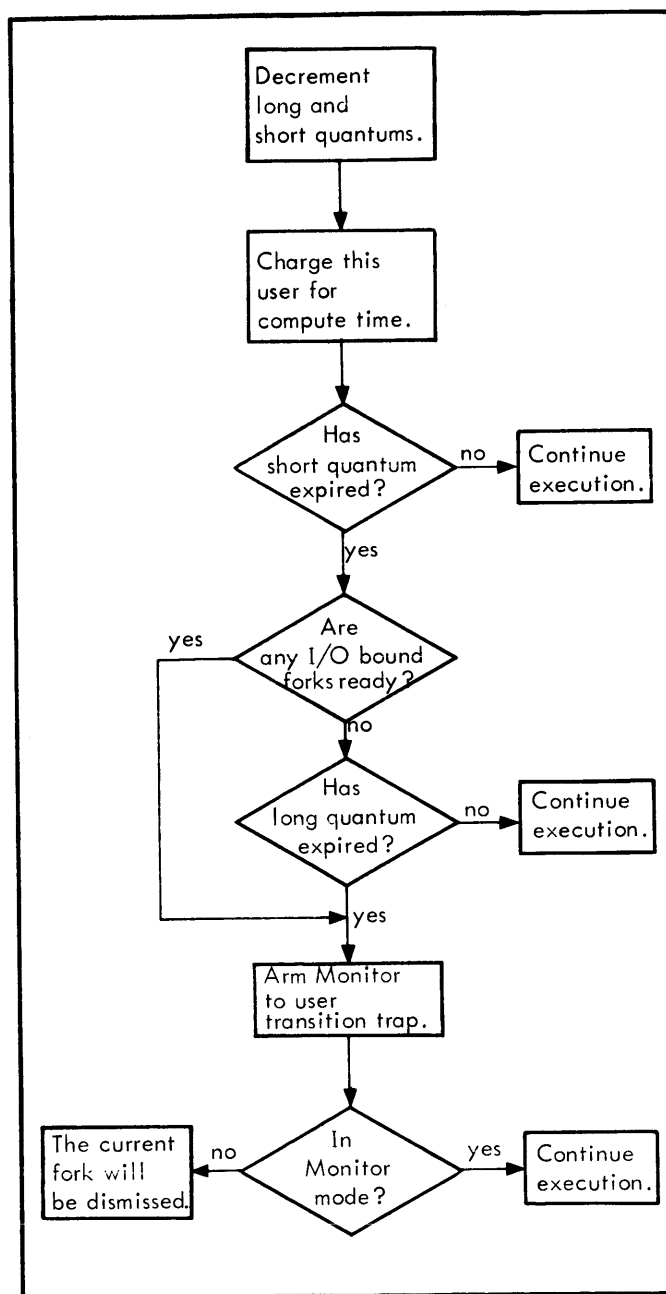 Decrement
long and
short quantums.
Charge this
user for
compute time.
Has
short quantum
expired?
no
Continue
execution.
yes
yes
Are
any I/O bound
forks ready?
no
Has
long quantum
expired?
no
Continue
execution.
yes
Arm Monitor
to user
transition trap.
The current
fork will
be dismissed.
no
In
Monitor
mode?
yes
Continue
execution.